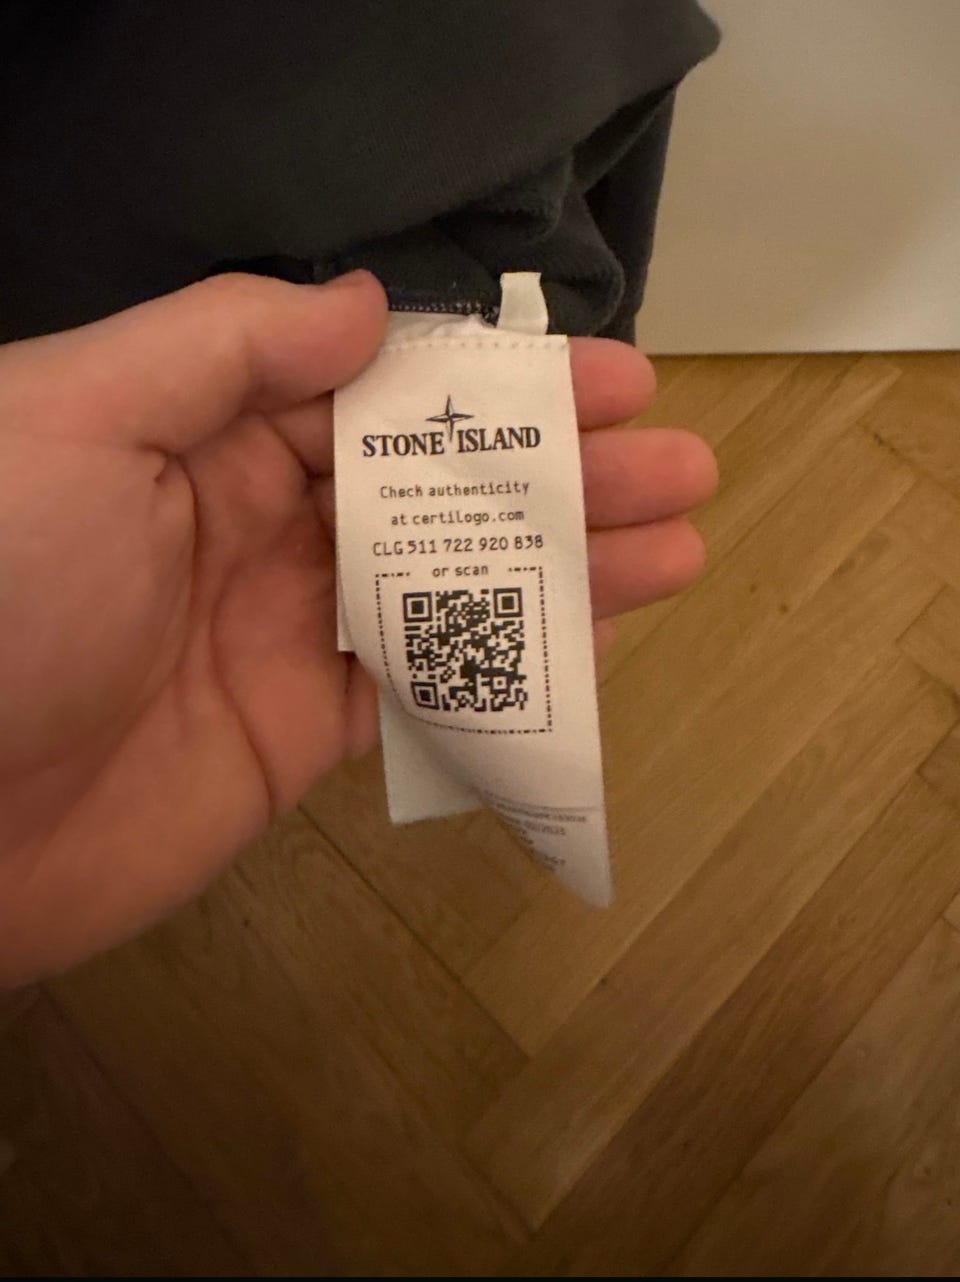 STONE ISLAND
Check authenticity
at certilogo.com
CLG 511 722 920 838
or scan